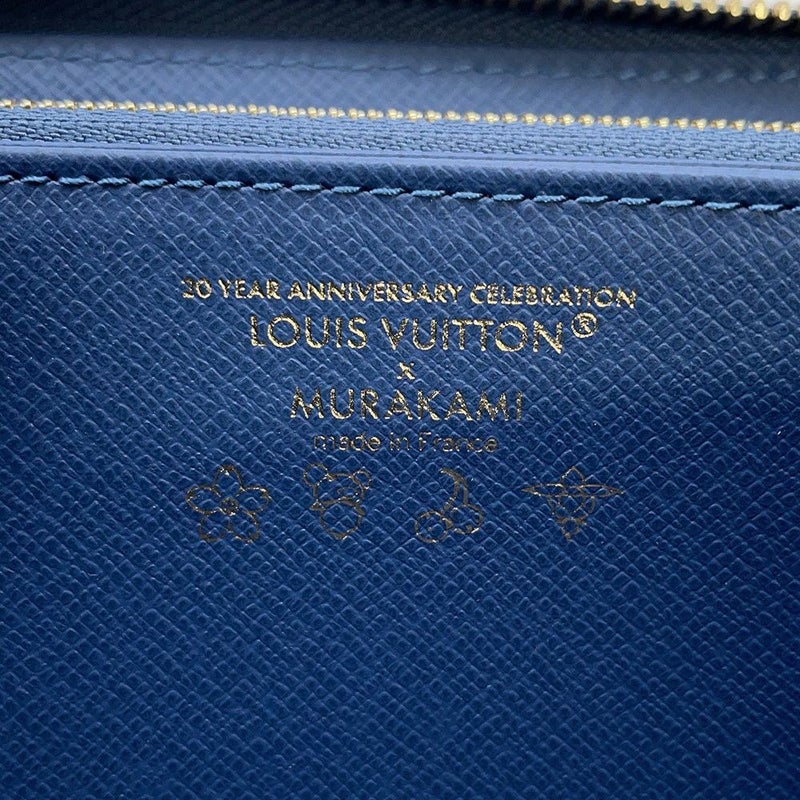 20 YEAR ANNIVERSARY CELEBRATION
LOUIS VUITTON®
x
MURAKAMI
made in France